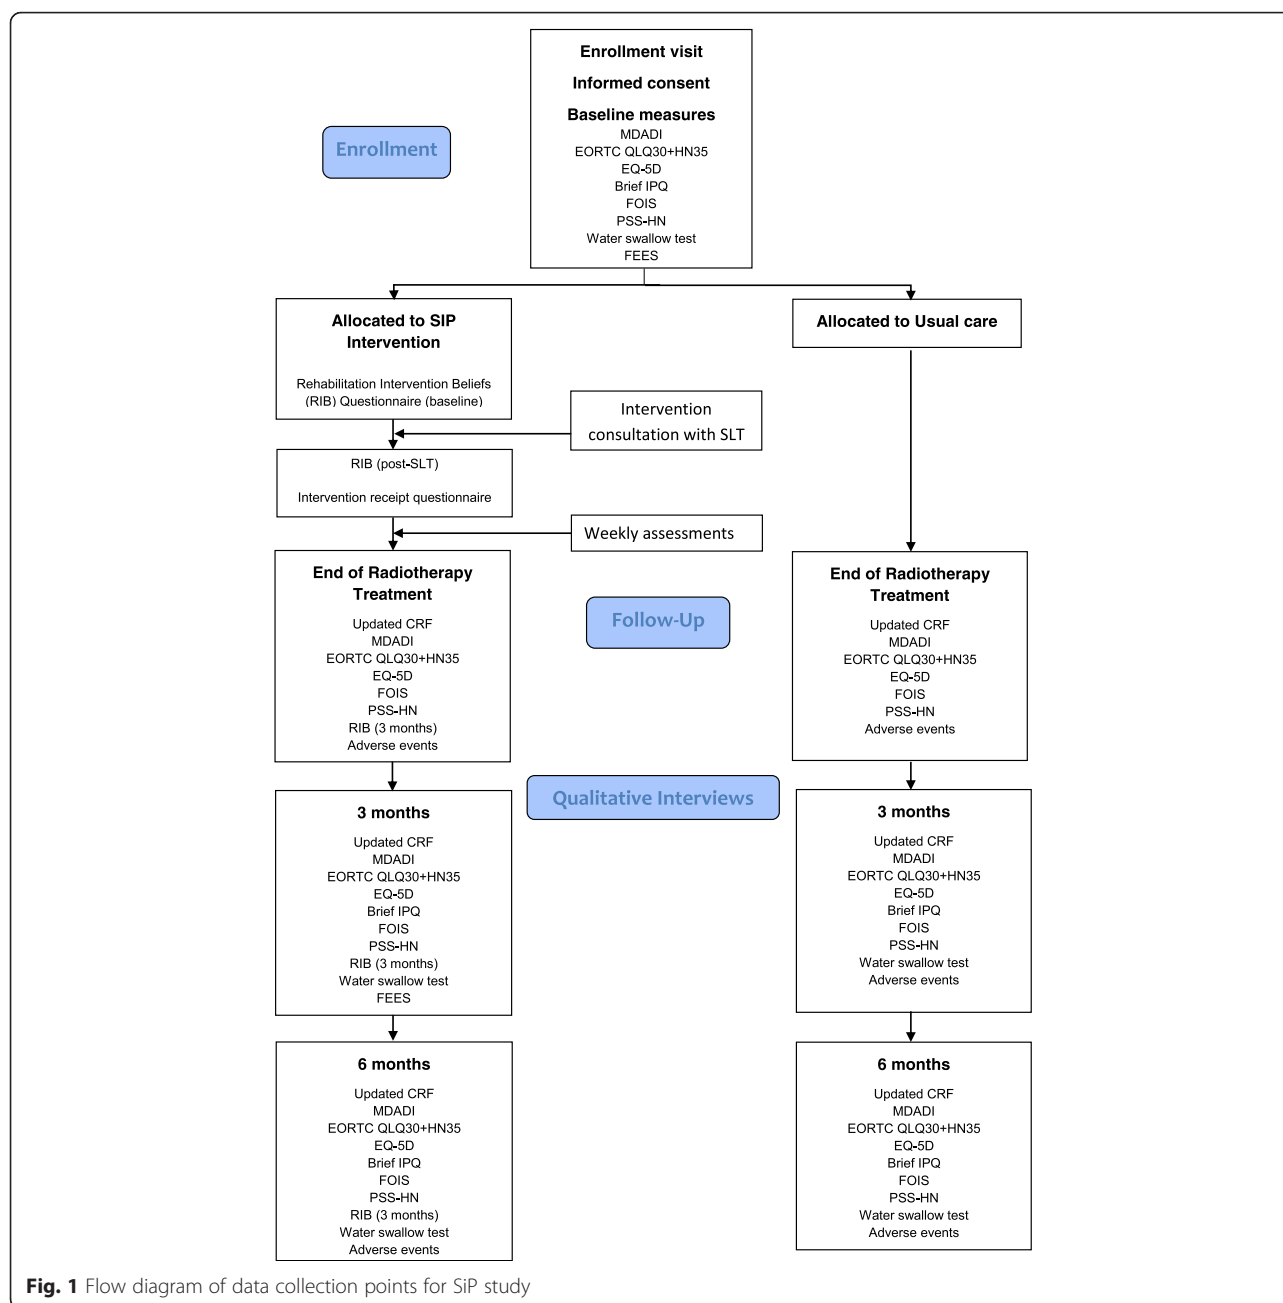 Enrollment visit
Informed consent
Baseline measures
MDADI
EORTC QLQ30+HN35
EQ-5D
Brief IPQ
FOIS
PSS-HN
Water swallow test
FEES
Enrollment
Allocated to SIP
Intervention
Rehabilitation Intervention Beliefs
(RIB) Questionnaire (baseline)
Allocated to Usual care
Intervention
consultation with SLT
RIB (post-SLT)
Intervention receipt questionnaire
Weekly assessments
End of Radiotherapy
Treatment
Updated CRF
MDADI
EORTC QLQ30+HN35
EQ-5D
FOIS
PSS-HN
RIB (3 months)
Adverse events
Follow-Up
End of Radiotherapy
Treatment
Updated CRF
MDADI
EORTC QLQ30+HN35
EQ-5D
FOIS
PSS-HN
Adverse events
Qualitative Interviews
3 months
Updated CRF
MDADI
EORTC QLQ30+HN35
EQ-5D
Brief IPQ
FOIS
PSS-HN
RIB (3 months)
Water swallow test
FEES
3 months
Updated CRF
MDADI
EORTC QLQ30+HN35
EQ-5D
Brief IPQ
FOIS
PSS-HN
Water swallow test
Adverse events
6 months
Updated CRF
MDADI
EORTC QLQ30+HN35
EQ-5D
Brief IPQ
FOIS
PSS-HN
RIB (3 months)
Water swallow test
Adverse events
6 months
Updated CRF
MDADI
EORTC QLQ30+HN35
EQ-5D
Brief IPQ
FOIS
PSS-HN
Water swallow test
Adverse events
Fig. 1 Flow diagram of data collection points for SiP study